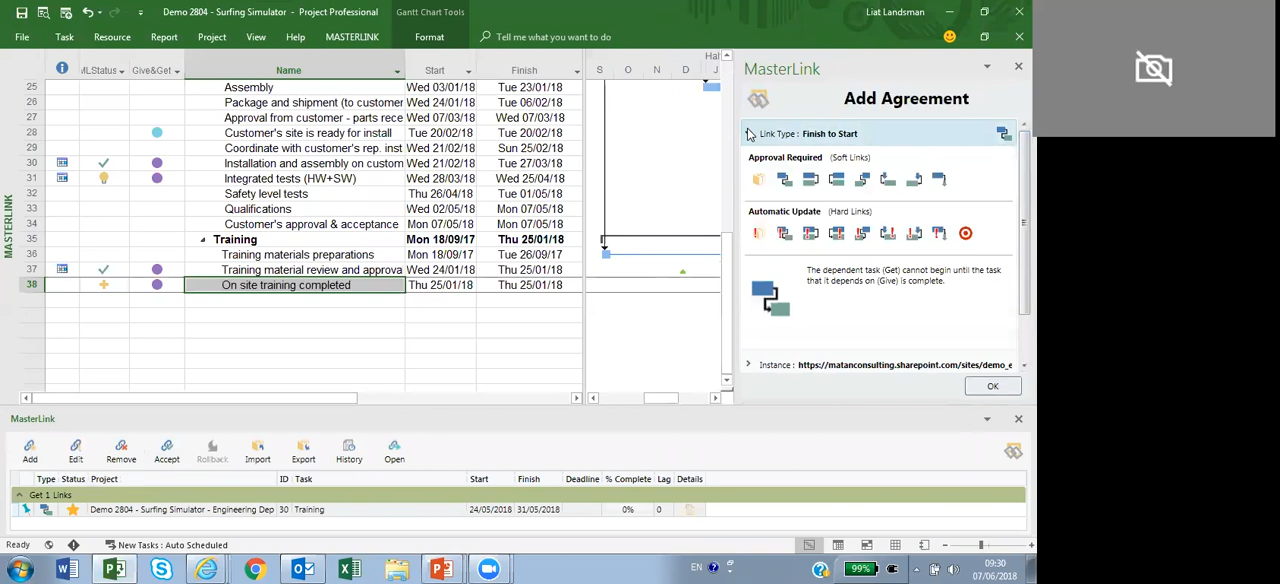 Demo 2804 - Surfing Simulator - Project Professional
Gantt Chart Tools
Liat Landsman
File Task Resource Report Project View Help MASTERLINK Format Tell me what you want to do
MLStatus Give&Get Name Start Finish
S O N D J
25 Assembly Wed 03/01/18 Tue 23/01/18
26 Package and shipment (to customer Wed 24/01/18 Tue 06/02/18
27 Approval from customer - parts rece Wed 07/03/18 Wed 07/03/18
28 Customer's site is ready for install Tue 20/02/18 Tue 20/02/18
29 Coordinate with customer's rep. inst Wed 21/02/18 Sun 25/02/18
30 Installation and assembly on custom Wed 21/02/18 Tue 27/03/18
31 Integrated tests (HW+SW) Wed 28/03/18 Wed 25/04/18
32 Safety level tests Thu 26/04/18 Tue 01/05/18
33 Qualifications Wed 02/05/18 Mon 07/05/18
34 Customer's approval & acceptance Mon 07/05/18 Mon 07/05/18
35 Training Mon 18/09/17 Thu 25/01/18
36 Training materials preparations Mon 18/09/17 Tue 26/09/17
37 Training material review and approva Wed 24/01/18 Thu 25/01/18
38 On site training completed Thu 25/01/18 Thu 25/01/18
MASTERLINK
MasterLink
Add Agreement
Link Type : Finish to Start
Approval Required (Soft Links)
Automatic Update (Hard Links)
The dependent task (Get) cannot begin until the task
that it depends on (Give) is complete.
Instance : https://matanconsulting.sharepoint.com/sites/demo_e
OK
MasterLink
Add Edit Remove Accept Rollback Import Export History Open
Type Status Project ID Task Start Finish Deadline % Complete Lag Details
Get 1 Links
Demo 2804 - Surfing Simulator - Engineering Dep 30 Training 24/05/2018 31/05/2018 0% 0
Ready New Tasks : Auto Scheduled
EN 99% 09:30
07/06/2018